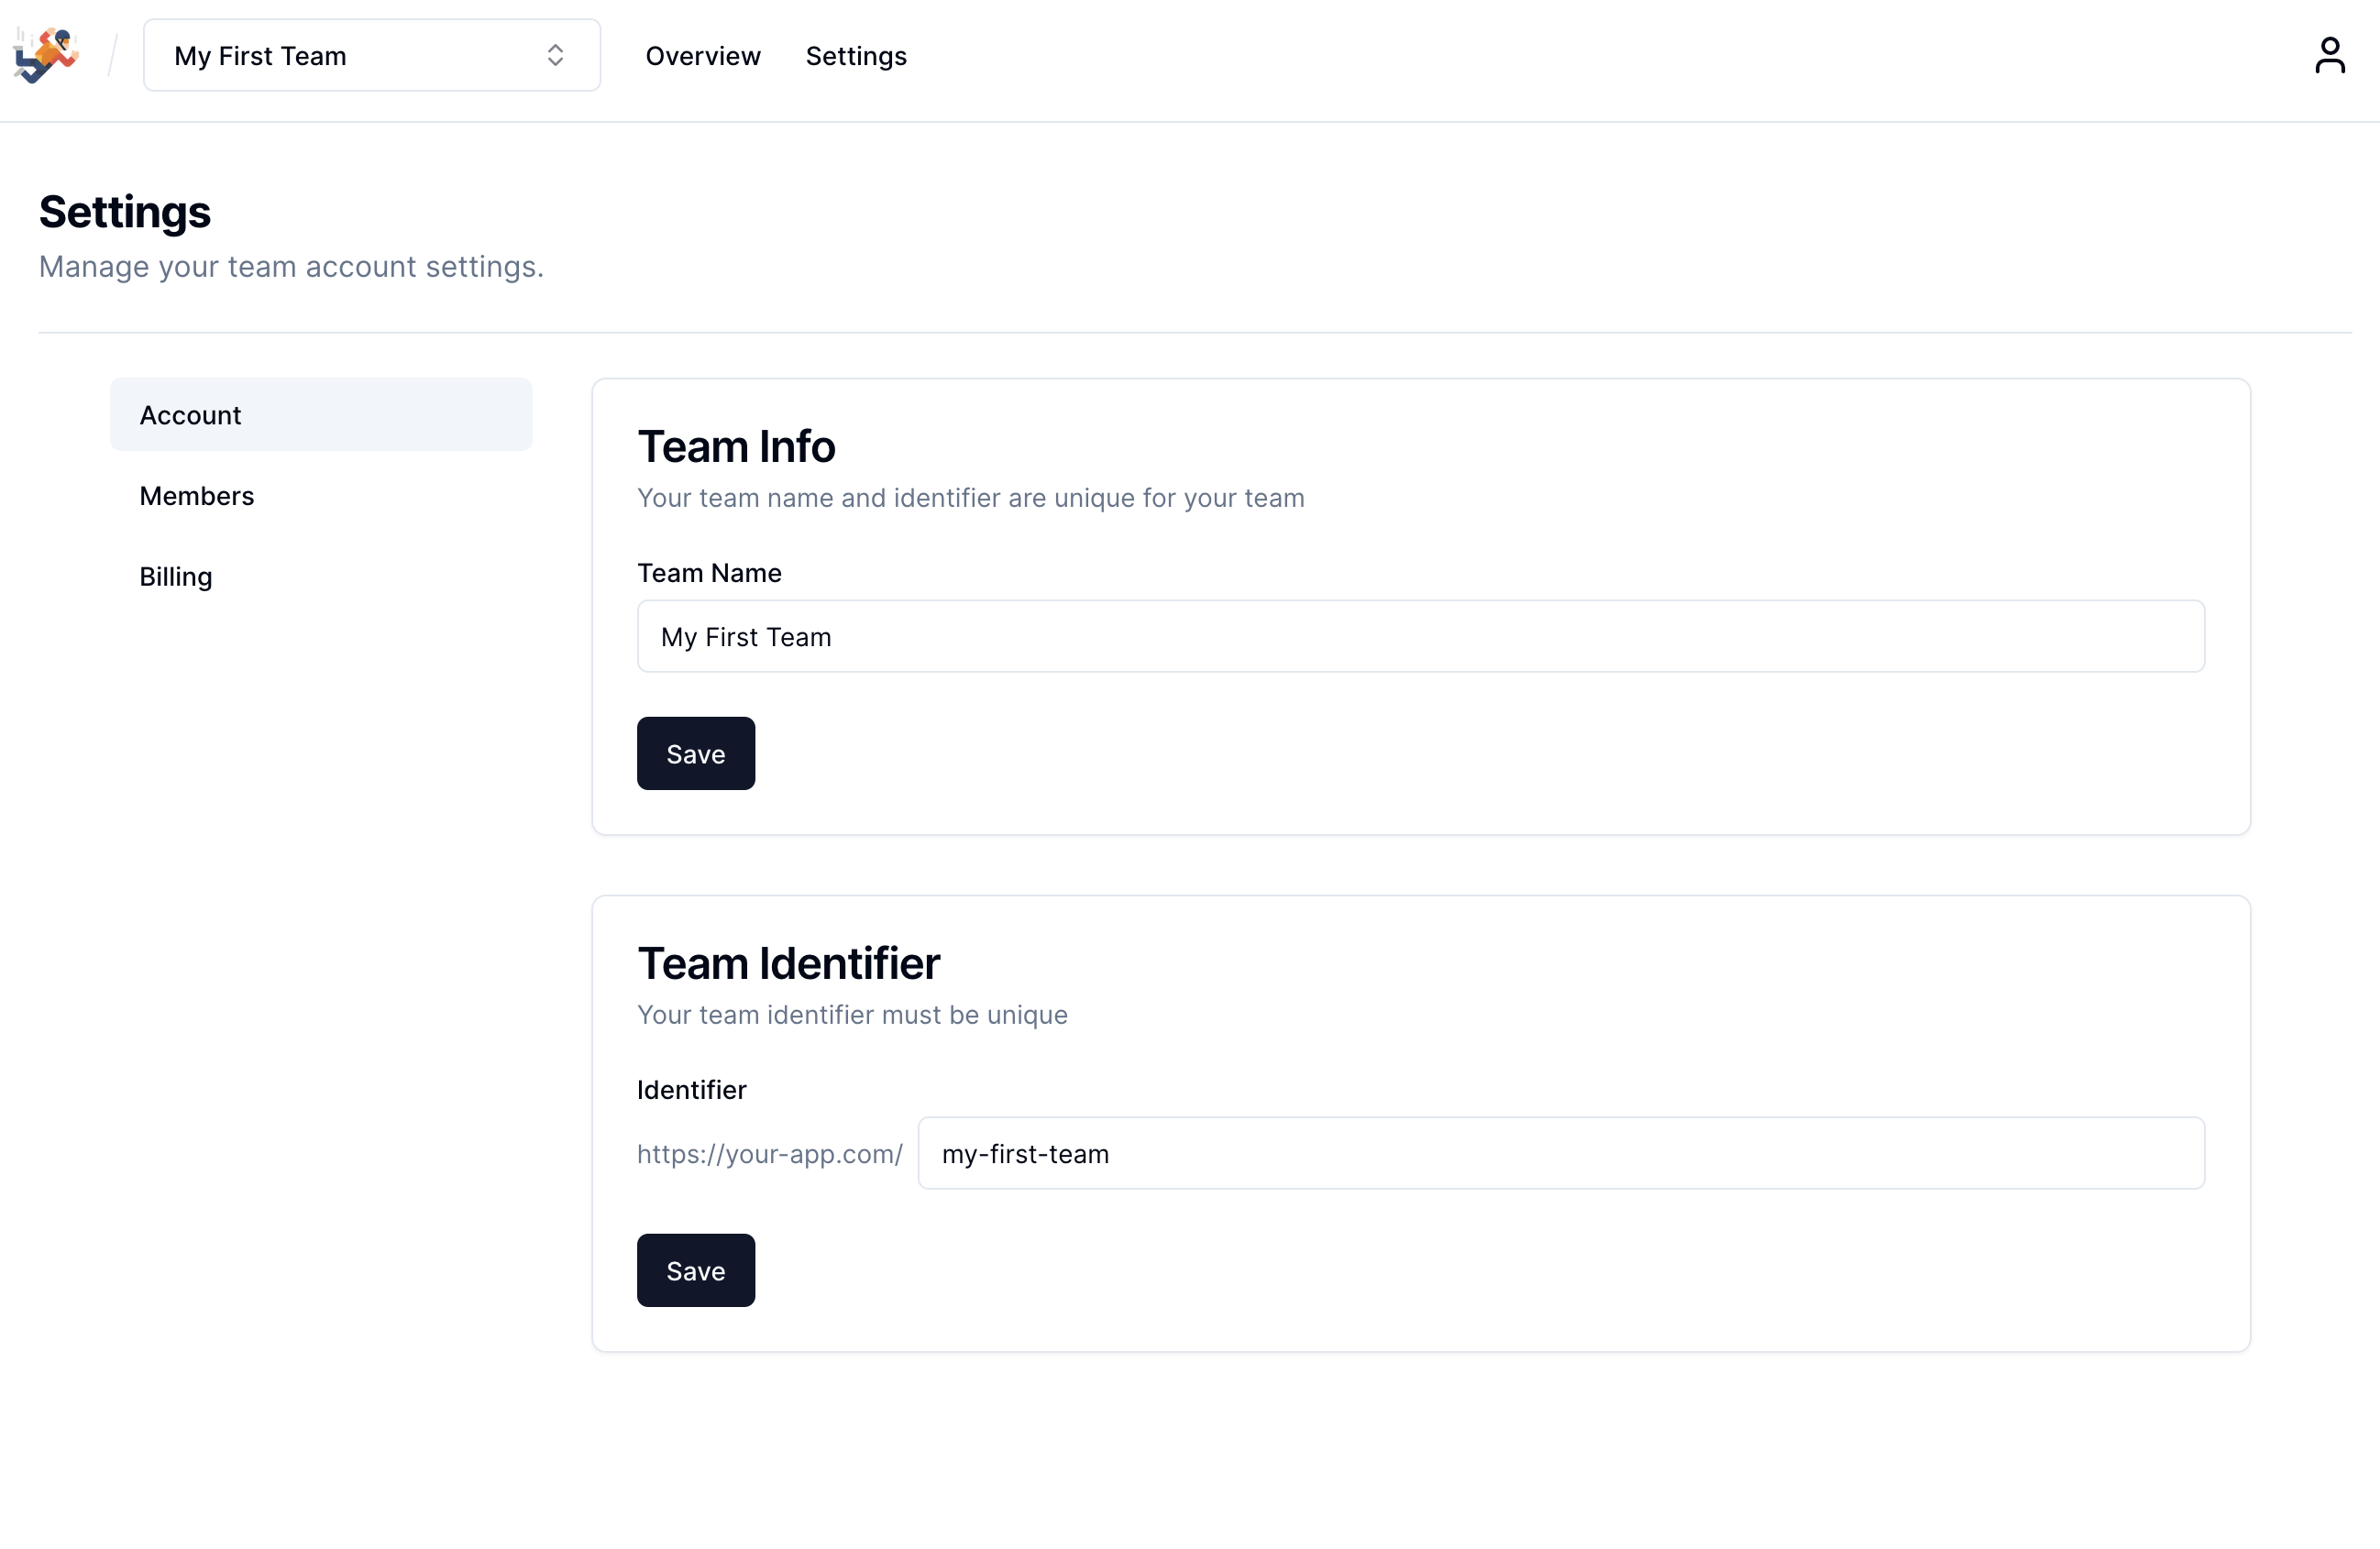 My First Team
Overview
Settings
Settings
Manage your team account settings.
Account
Members
Billing
Team Info
Your team name and identifier are unique for your team
Team Name
My First Team
Save
Team Identifier
Your team identifier must be unique
Identifier
https://your-app.com/ my-first-team
Save